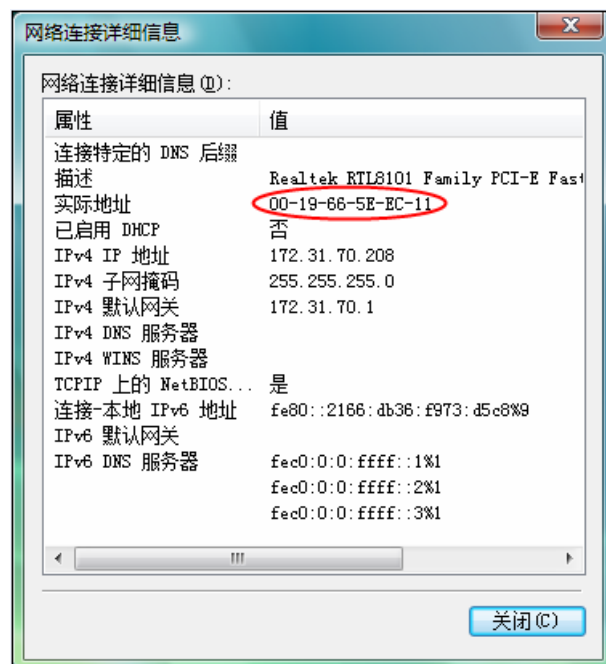 网络连接详细信息
网络连接详细信息(D):
属性 值
连接特定的 DNS 后缀
描述 Realtek RTL8101 Family PCI-E Fast
实际地址 00-19-66-5E-EC-11
已启用 DHCP 否
IPv4 IP 地址 172.31.70.208
IPv4 子网掩码 255.255.255.0
IPv4 默认网关 172.31.70.1
IPv4 DNS 服务器
IPv4 WINS 服务器
TCPIP 上的 NetBIOS... 是
连接-本地 IPv6 地址 fe80::2166:db36:f973:d5c8%9
IPv6 默认网关
IPv6 DNS 服务器 fec0:0:0:ffff::1%1
fec0:0:0:ffff::2%1
fec0:0:0:ffff::3%1
关闭(C)